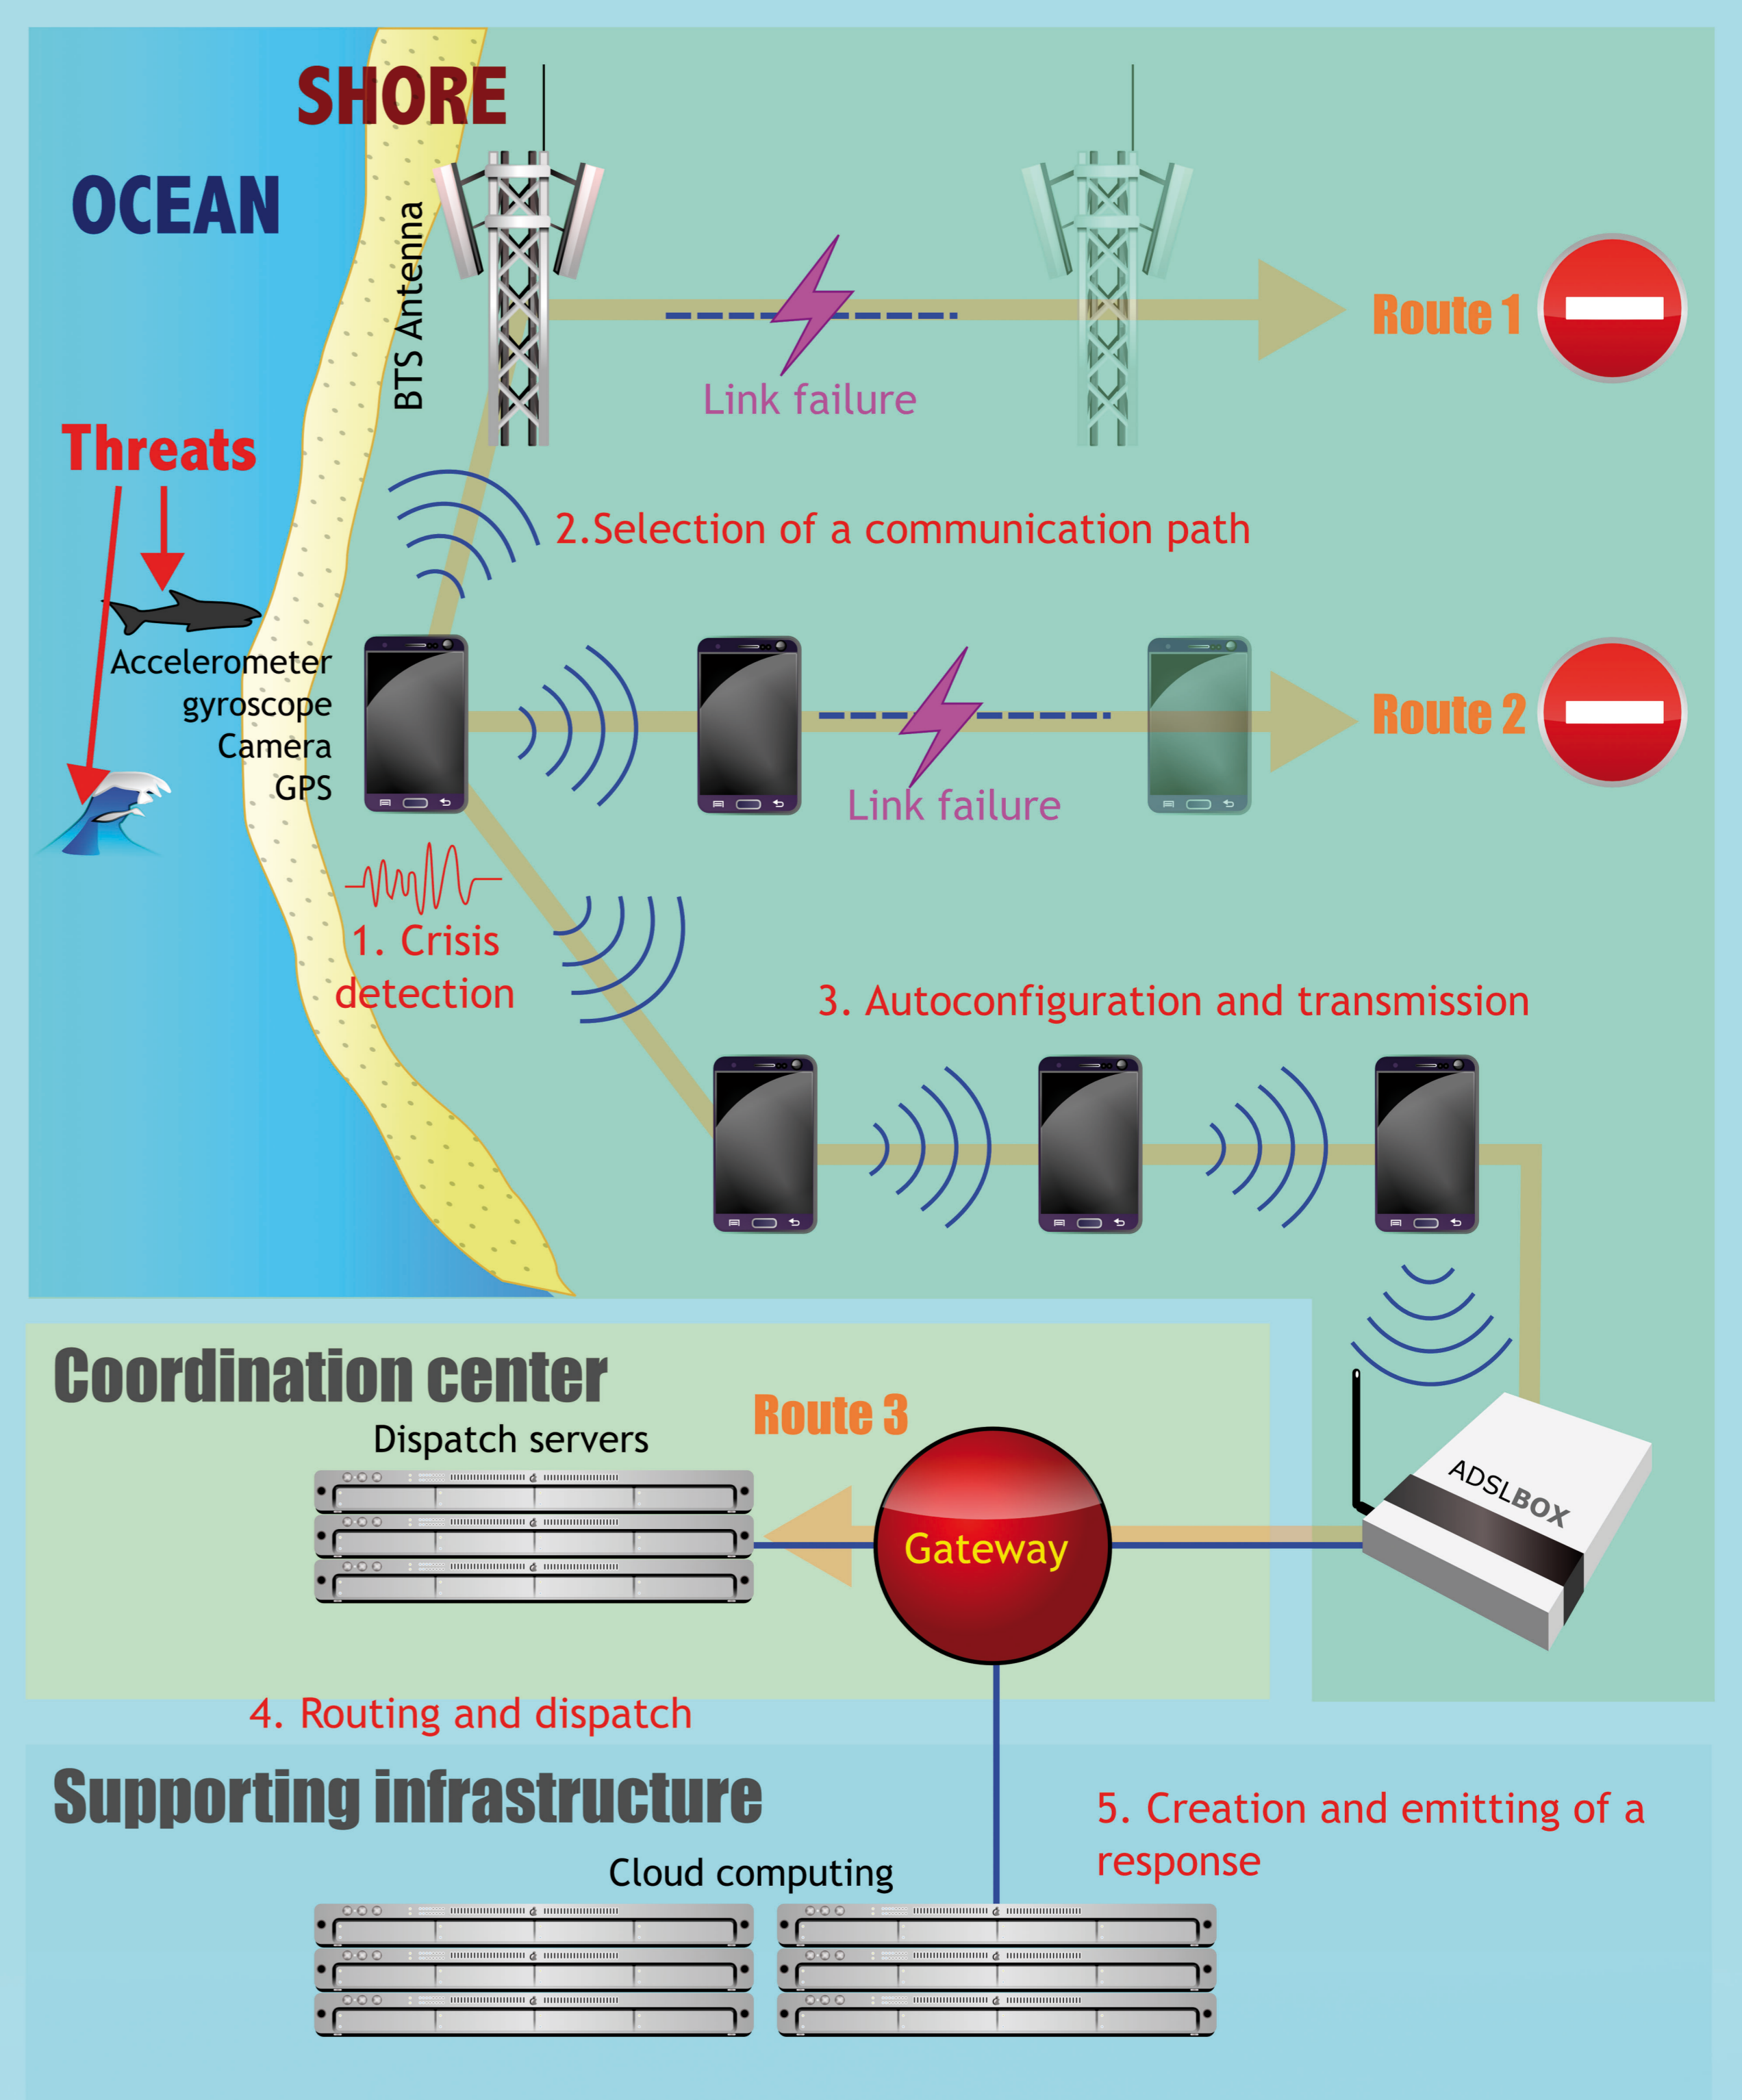 SHORE
OCEAN
BTS Antenna
Route 1
Link failure
Threats
2.Selection of a communication path
Accelerometer
gyroscope
Camera
GPS
Route 2
Link failure
1. Crisis
detection
3. Autoconfiguration and transmission
Coordination center
Route 3
Dispatch servers
ADSLBOX
Gateway
4. Routing and dispatch
Supporting infrastructure
5. Creation and emitting of a
response
Cloud computing